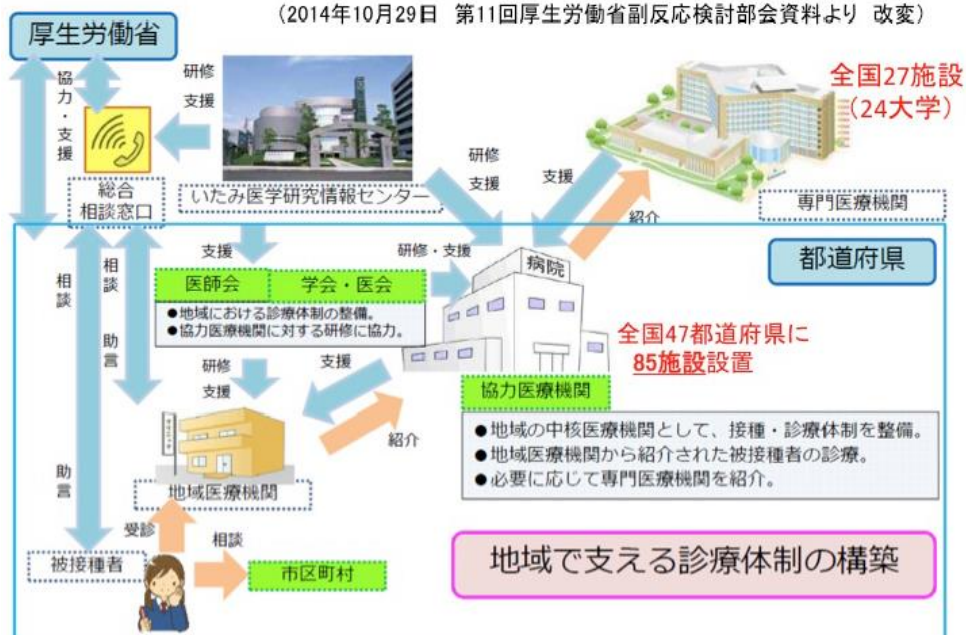 (2014年10月29日 第11回厚生労働省副反応検討部会資料より 改変)
厚生労働省
協力・支援
研修
支援
全国27施設
(24大学)
研修
支援
支援
紹介
総合
相談窓口
いたみ医学研究情報センター
専門医療機関
都道府県
支援
研修・支援
病院
相談
相談
助言
助言
医師会
学会・医会
●地域における診療体制の整備。
●協力医療機関に対する研修に協力。
全国47都道府県に
85施設設置
研修
支援
支援
紹介
協力医療機関
●地域の中核医療機関として、接種・診療体制を整備。
●地域医療機関から紹介された被接種者の診療。
●必要に応じて専門医療機関を紹介。
クリニック
地域医療機関
受診
相談
被接種者
市区町村
地域で支える診療体制の構築